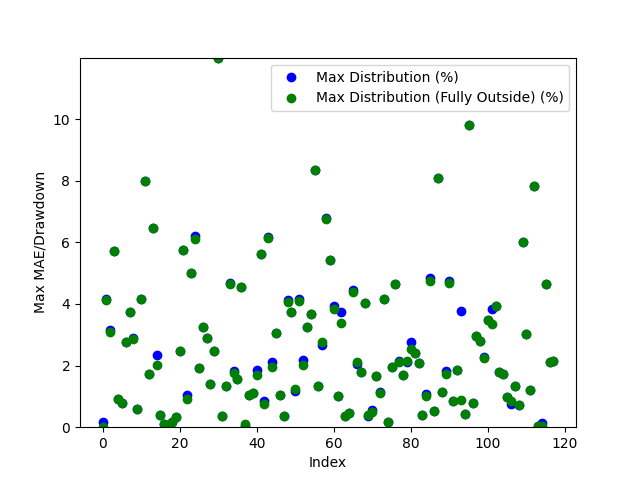 Max Distribution (%)
Max Distribution (Fully Outside) (%)
Max MAE/Drawdown
10
8
6
4
2
0
0 20 40 60 80 100 120
Index